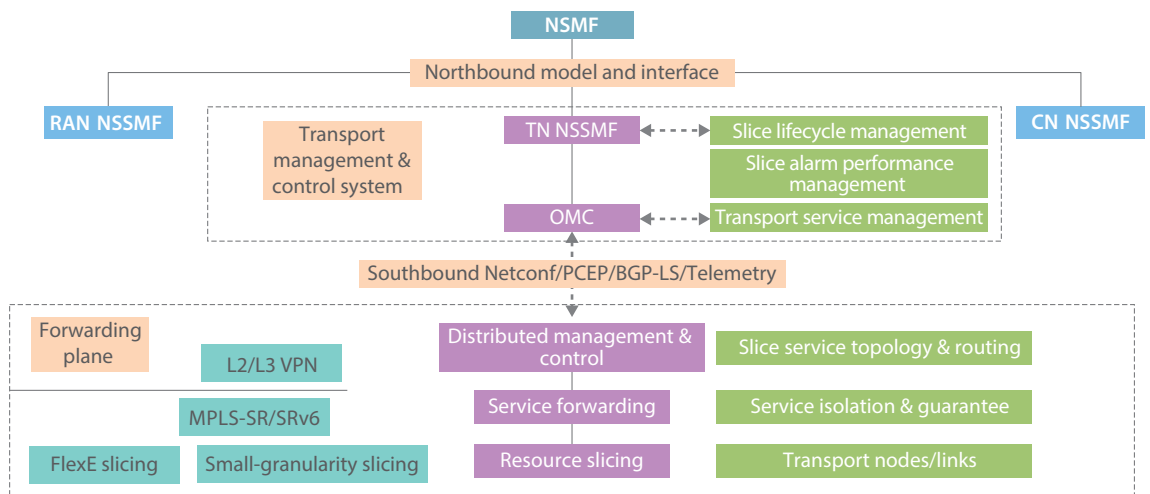 NSMF
Northbound model and interface
RAN NSSMF
CN NSSMF
Transport
management &
control system
TN NSSMF
Slice lifecycle management
Slice alarm performance
management
OMC
Transport service management
Southbound Netconf/PCEP/BGP-LS/Telemetry
Forwarding
plane
L2/L3 VPN
MPLS-SR/SRv6
FlexE slicing
Small-granularity slicing
Distributed management &
control
Slice service topology & routing
Service forwarding
Service isolation & guarantee
Resource slicing
Transport nodes/links